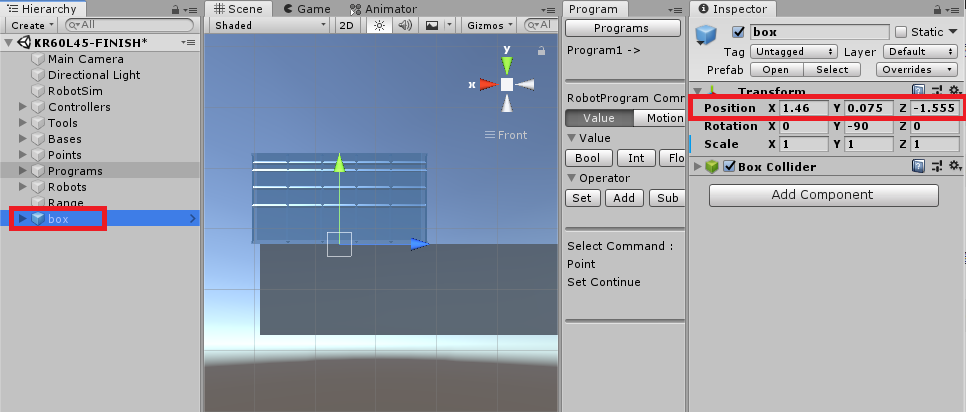 Hierarchy
Create
All
KR60L45-FINISH*
Main Camera
Directional Light
RobotSim
Controllers
Tools
Bases
Points
Programs
Robots
Range
box
Scene
Game
Animator
Shaded
2D
Gizmos
Al
y
x
Front
Program
Programs
Program1 ->
RobotProgram Comm
Value
Motion
Value
Bool
Int
Flo
Operator
Set
Add
Sub
Select Command :
Point
Set Continue
Inspector
box
Static
Tag
Untagged
Layer
Default
Prefab
Open
Select
Overrides
Transform
Position X 1.46 Y 0.075 Z -1.555
Rotation X 0 Y -90 Z 0
Scale X 1 Y 1 Z 1
Box Collider
Add Component